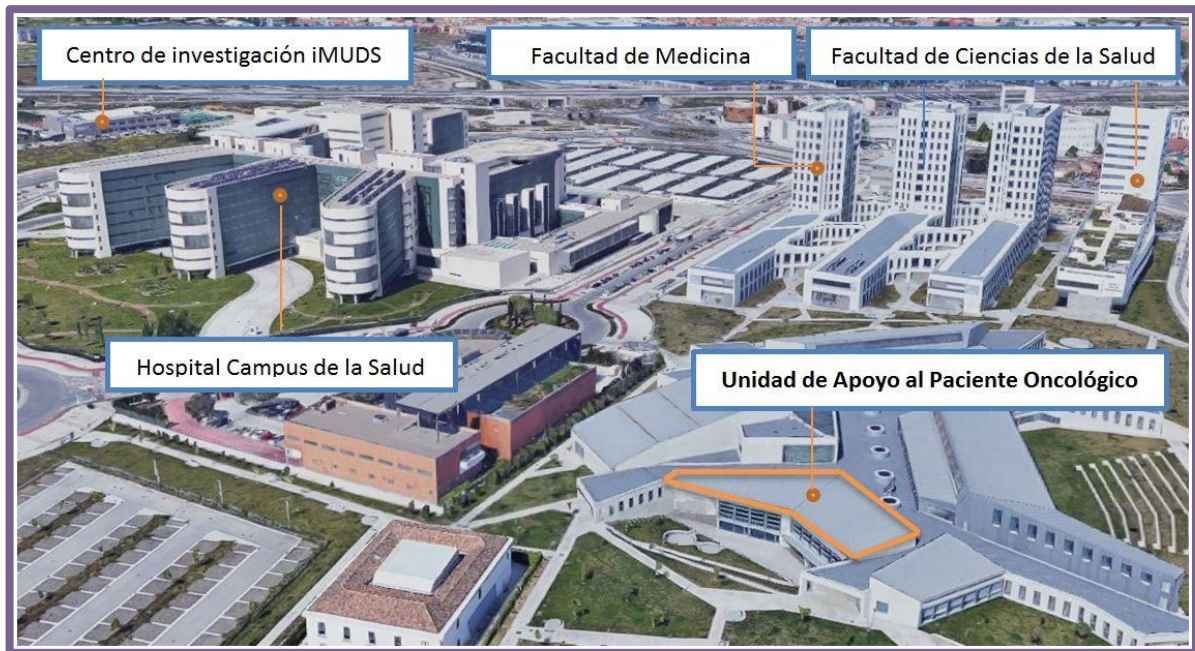 Centro de investigación iMUDS
Facultad de Medicina
Facultad de Ciencias de la Salud
Hospital Campus de la Salud
Unidad de Apoyo al Paciente Oncológico